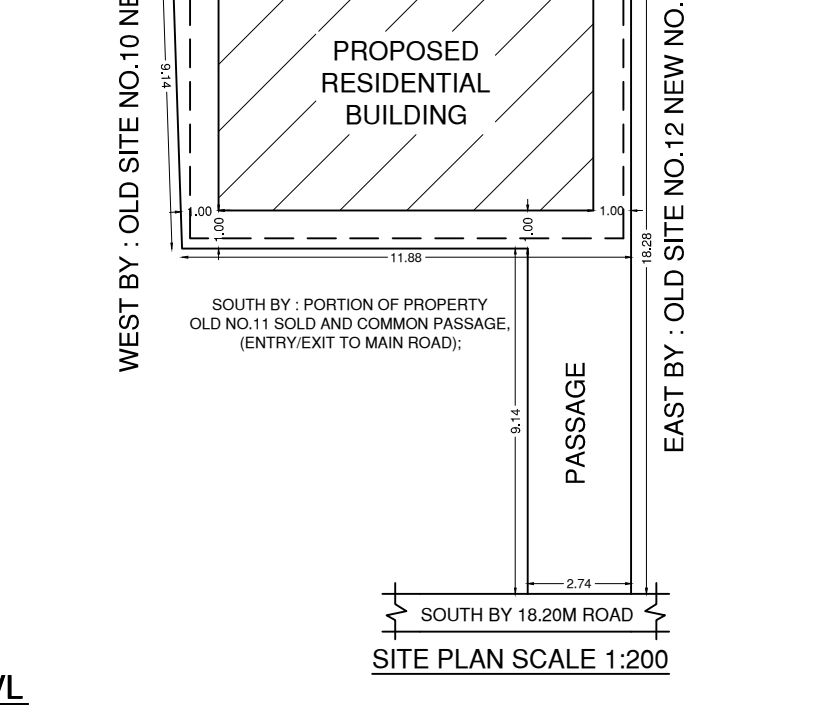 WEST BY : OLD SITE NO.10
9.14
PROPOSED
RESIDENTIAL
BUILDING
EAST BY : OLD SITE NO.12 NEW NO.
1.00
1.00
1.00
1.00
11.88
18.28
SOUTH BY : PORTION OF PROPERTY
OLD NO.11 SOLD AND COMMON PASSAGE,
(ENTRY/EXIT TO MAIN ROAD);
PASSAGE
9.14
2.74
SOUTH BY 18.20M ROAD
SITE PLAN SCALE 1:200